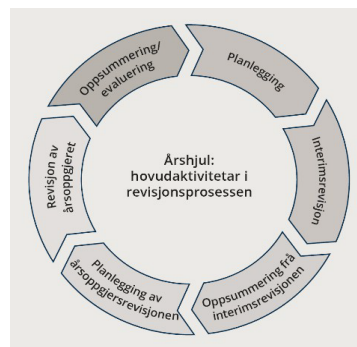 Årshjul:
hovudaktivitetar i
revisjonsprosessen
Planlegging
Interimsrevisjon
Oppsummering frå
interimsrevisjonen
Planlegging av
årsoppgjersrevisjonen
Revisjon av
årsoppgjeret
Oppsummering/
evaluering